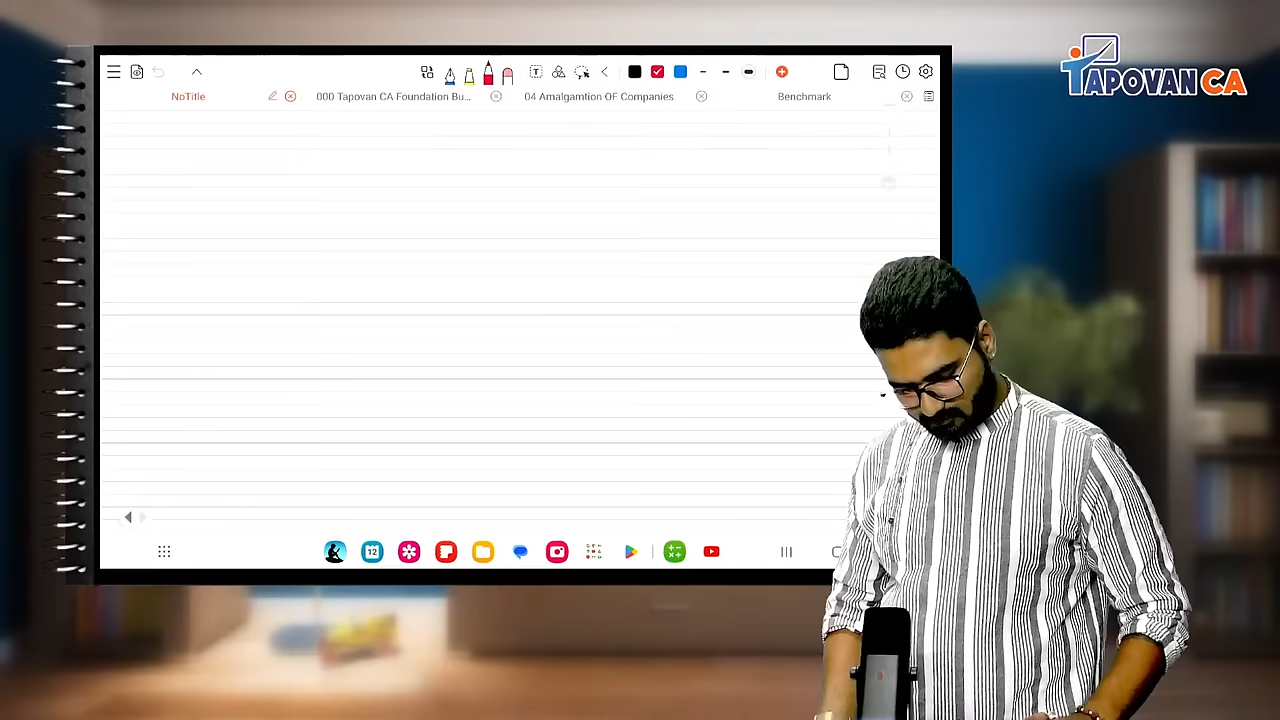 TAPOVAN CA
NoTitle
000 Tapovan CA Foundation Bu...
04 Amalgamtion OF Companies
Benchmark
12